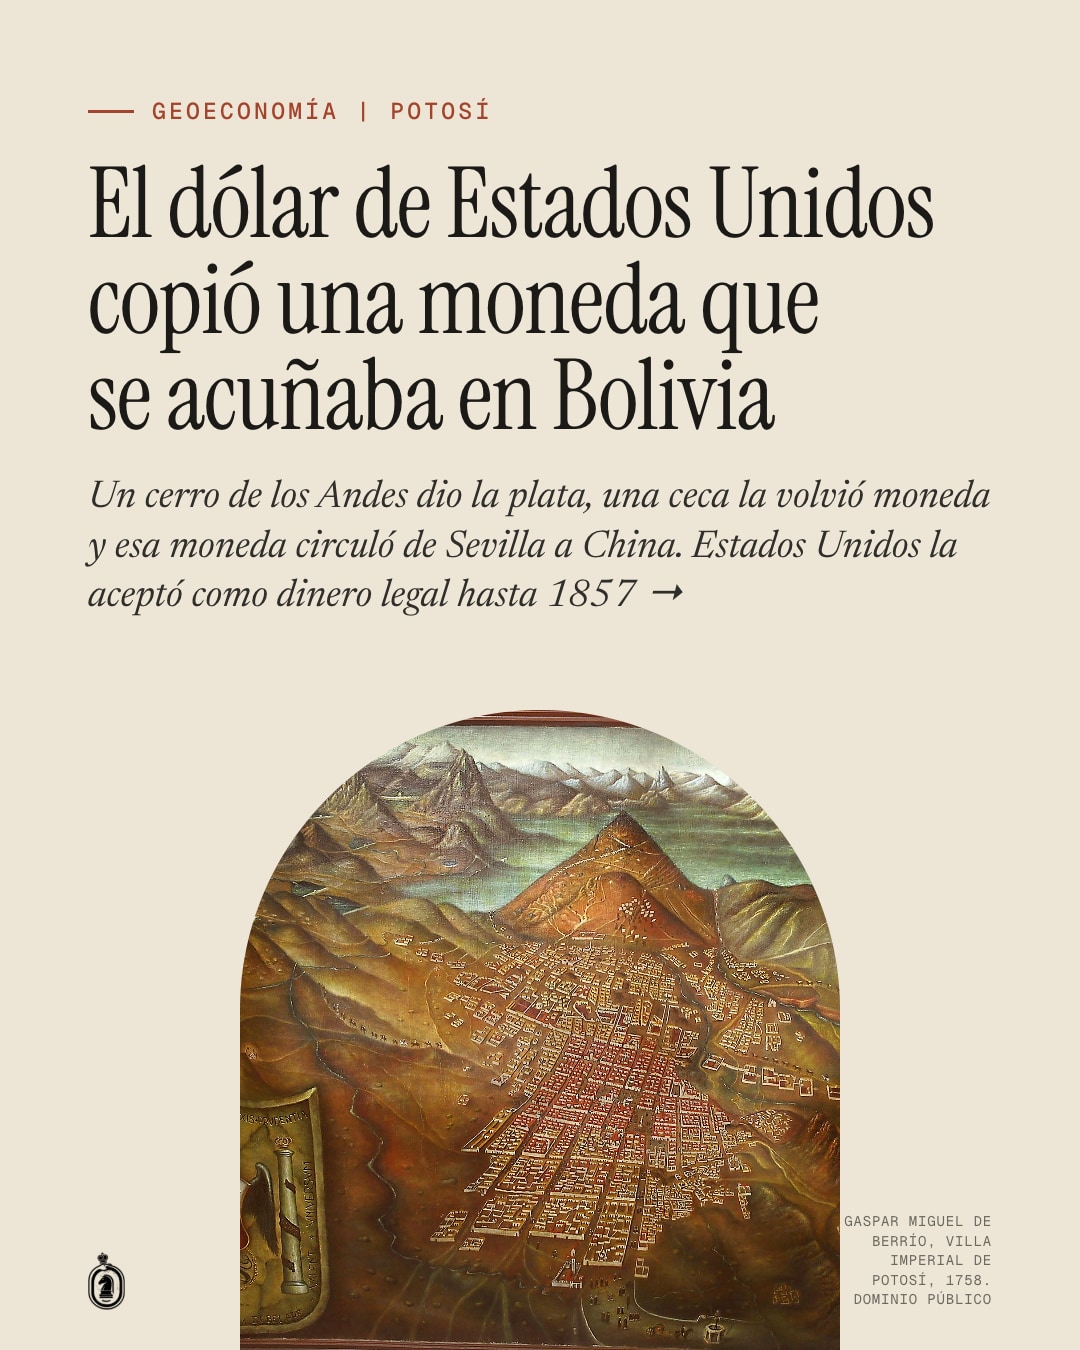 GEOECONOMÍA | POTOSÍ
El dólar de Estados Unidos
copió una moneda que
se acuñaba en Bolivia
Un cerro de los Andes dio la plata, una ceca la volvió moneda
y esa moneda circuló de Sevilla a China. Estados Unidos la
aceptó como dinero legal hasta 1857 →
GASPAR MIGUEL DE
BERRÍO, VILLA
IMPERIAL DE
POTOSÍ, 1758.
DOMINIO PÚBLICO